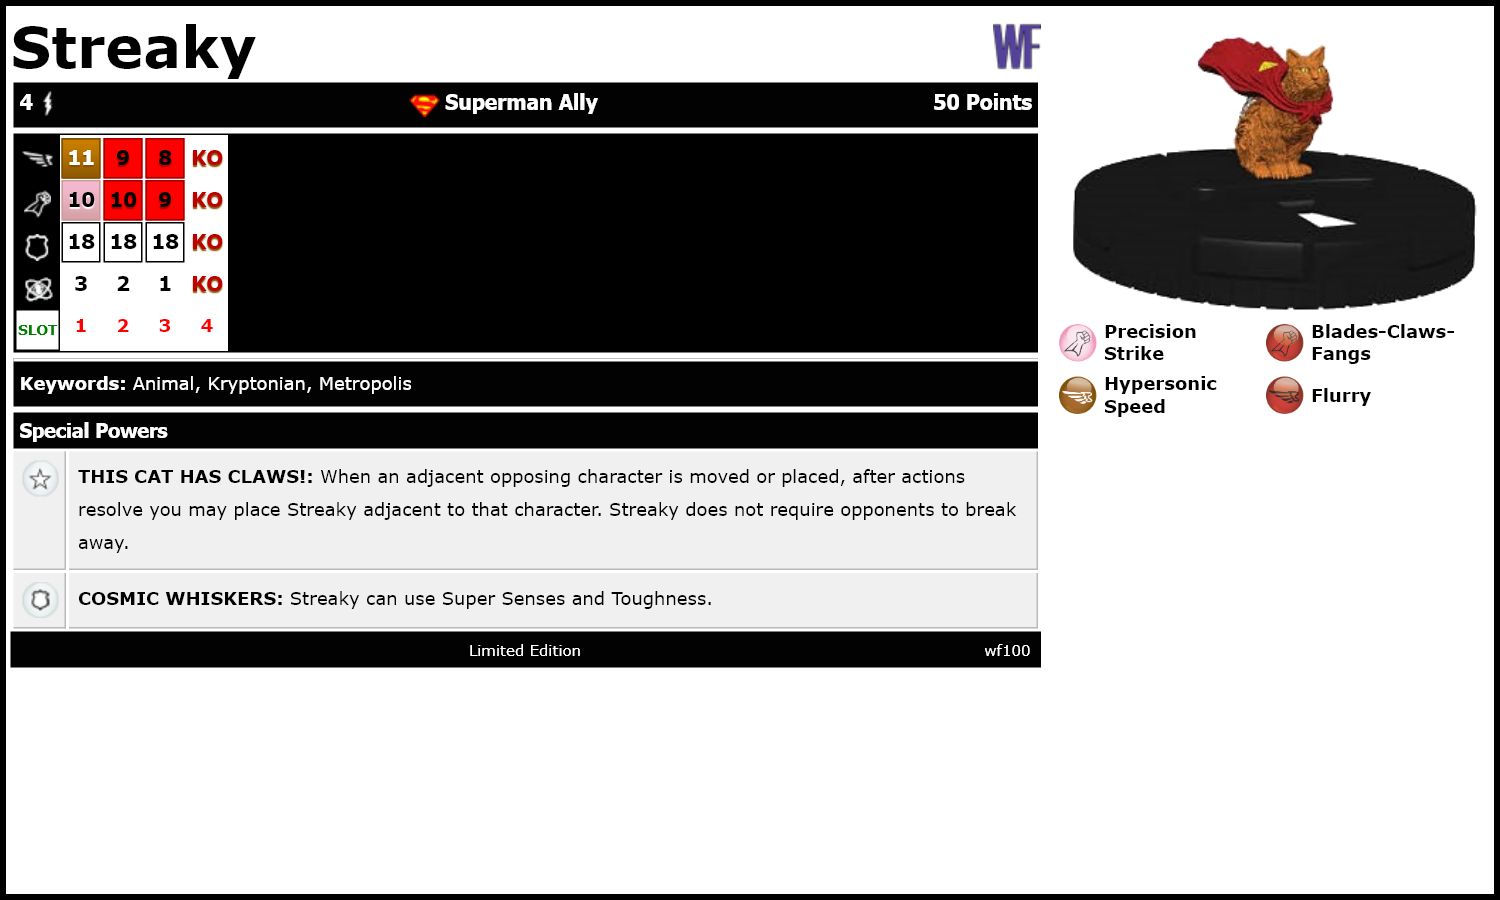 Streaky
WF
4 Superman Ally 50 Points
11 9 8 KO
10 10 9 KO
18 18 18 KO
3 2 1 KO
SLOT 1 2 3 4
Precision Strike
Blades-Claws-Fangs
Hypersonic Speed
Flurry
Keywords: Animal, Kryptonian, Metropolis
Special Powers
THIS CAT HAS CLAWS!: When an adjacent opposing character is moved or placed, after actions
resolve you may place Streaky adjacent to that character. Streaky does not require opponents to break
away.
COSMIC WHISKERS: Streaky can use Super Senses and Toughness.
Limited Edition wf100